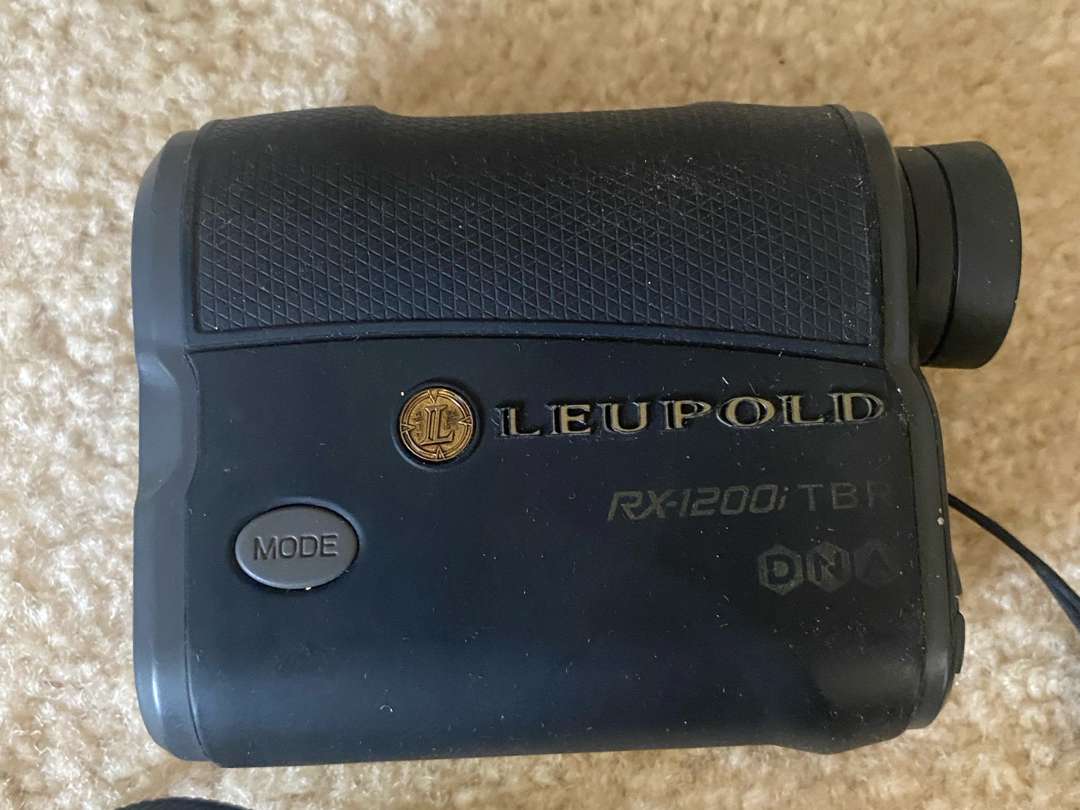 L LEUPOLD
RX-1200i TBR
DNA
MODE